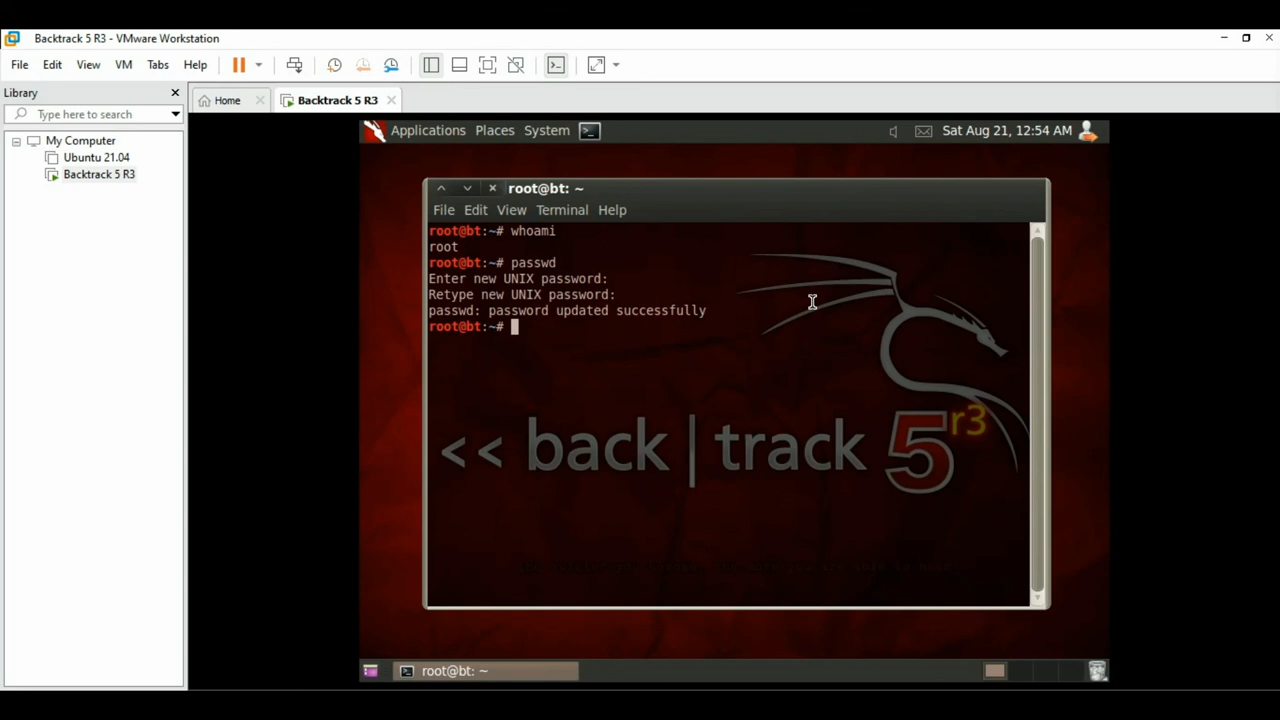 Backtrack 5 R3 - VMware Workstation
File Edit View VM Tabs Help
Library
Home
Backtrack 5 R3
Type here to search
My Computer
Ubuntu 21.04
Backtrack 5 R3
Applications Places System
Sat Aug 21, 12:54 AM
root@bt: ~
File Edit View Terminal Help
root@bt:~# whoami
root
root@bt:~# passwd
Enter new UNIX password:
Retype new UNIX password:
passwd: password updated successfully
root@bt:~#
<< back | track 5 r3
root@bt: ~